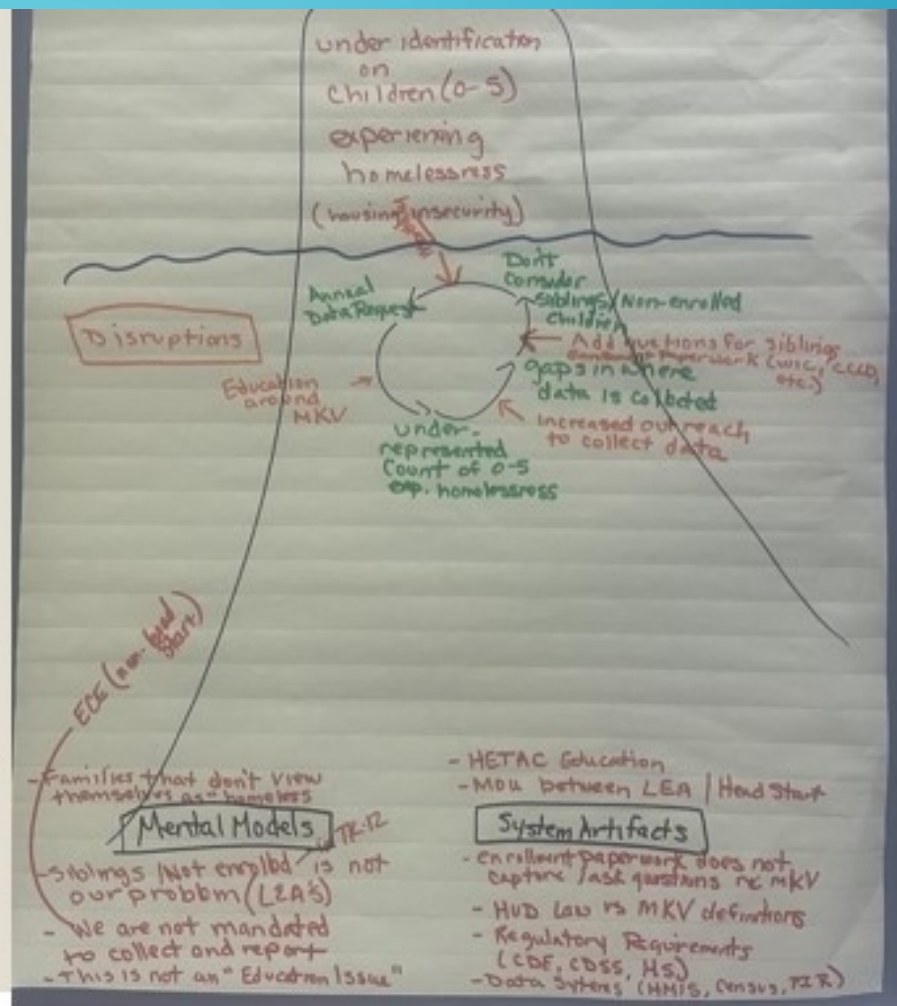 under identification
on
Children (0-5)
experiening
homelessness
(housing insecurity)
Don't
Consider
Siblings/Non-enrolled
Children
Annual
Data Request
Disruptions
Add questions for siblings
Paperwork (WIC, CCCD,
etc.)
gaps in where
data is collected
Education
around
MKV
increased outreach
to collect data
under-
represented
Count of 0-5
exp. homelessness
ECE (non-head
start)
- Families that don't view
themselves as "homeless
Mental Models
- Siblings/Not enrolled is not
TK-12
our problem (LEA's)
- We are not mandated
to collect and report
- This is not an "Education Issue"
- HETAC Education
- MOU between LEA / Head Start
System Artifacts
- enrollment paperwork does not
capture/ask questions re MKV
- HUD Law vs MKV definitions
- Regulatory Requirements
(CDE, CDSS, HS)
- Data Sytems (HMIS, Census, PIR)